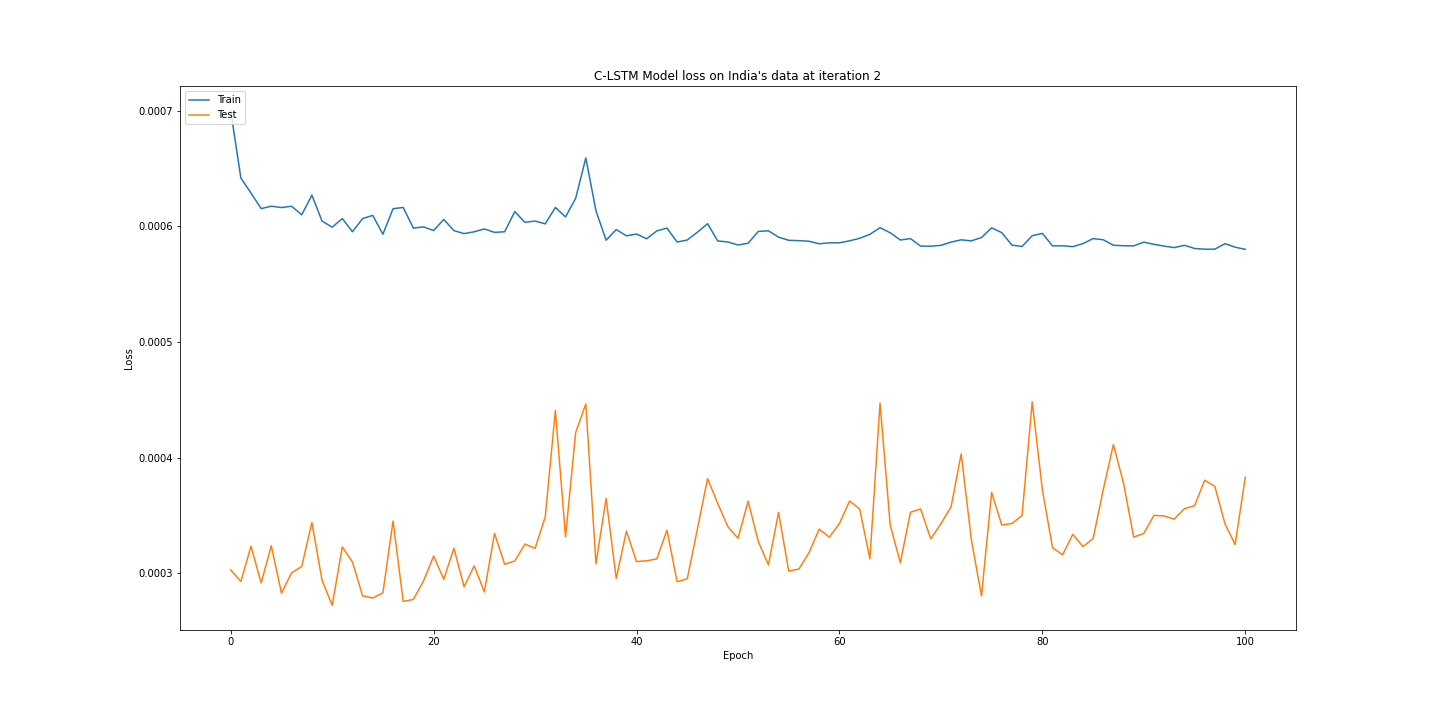 C-LSTM Model loss on India's data at iteration 2
Train
Test
0.0007
0.0006
0.0005
0.0004
0.0003
Loss
0 20 40 60 80 100
Epoch